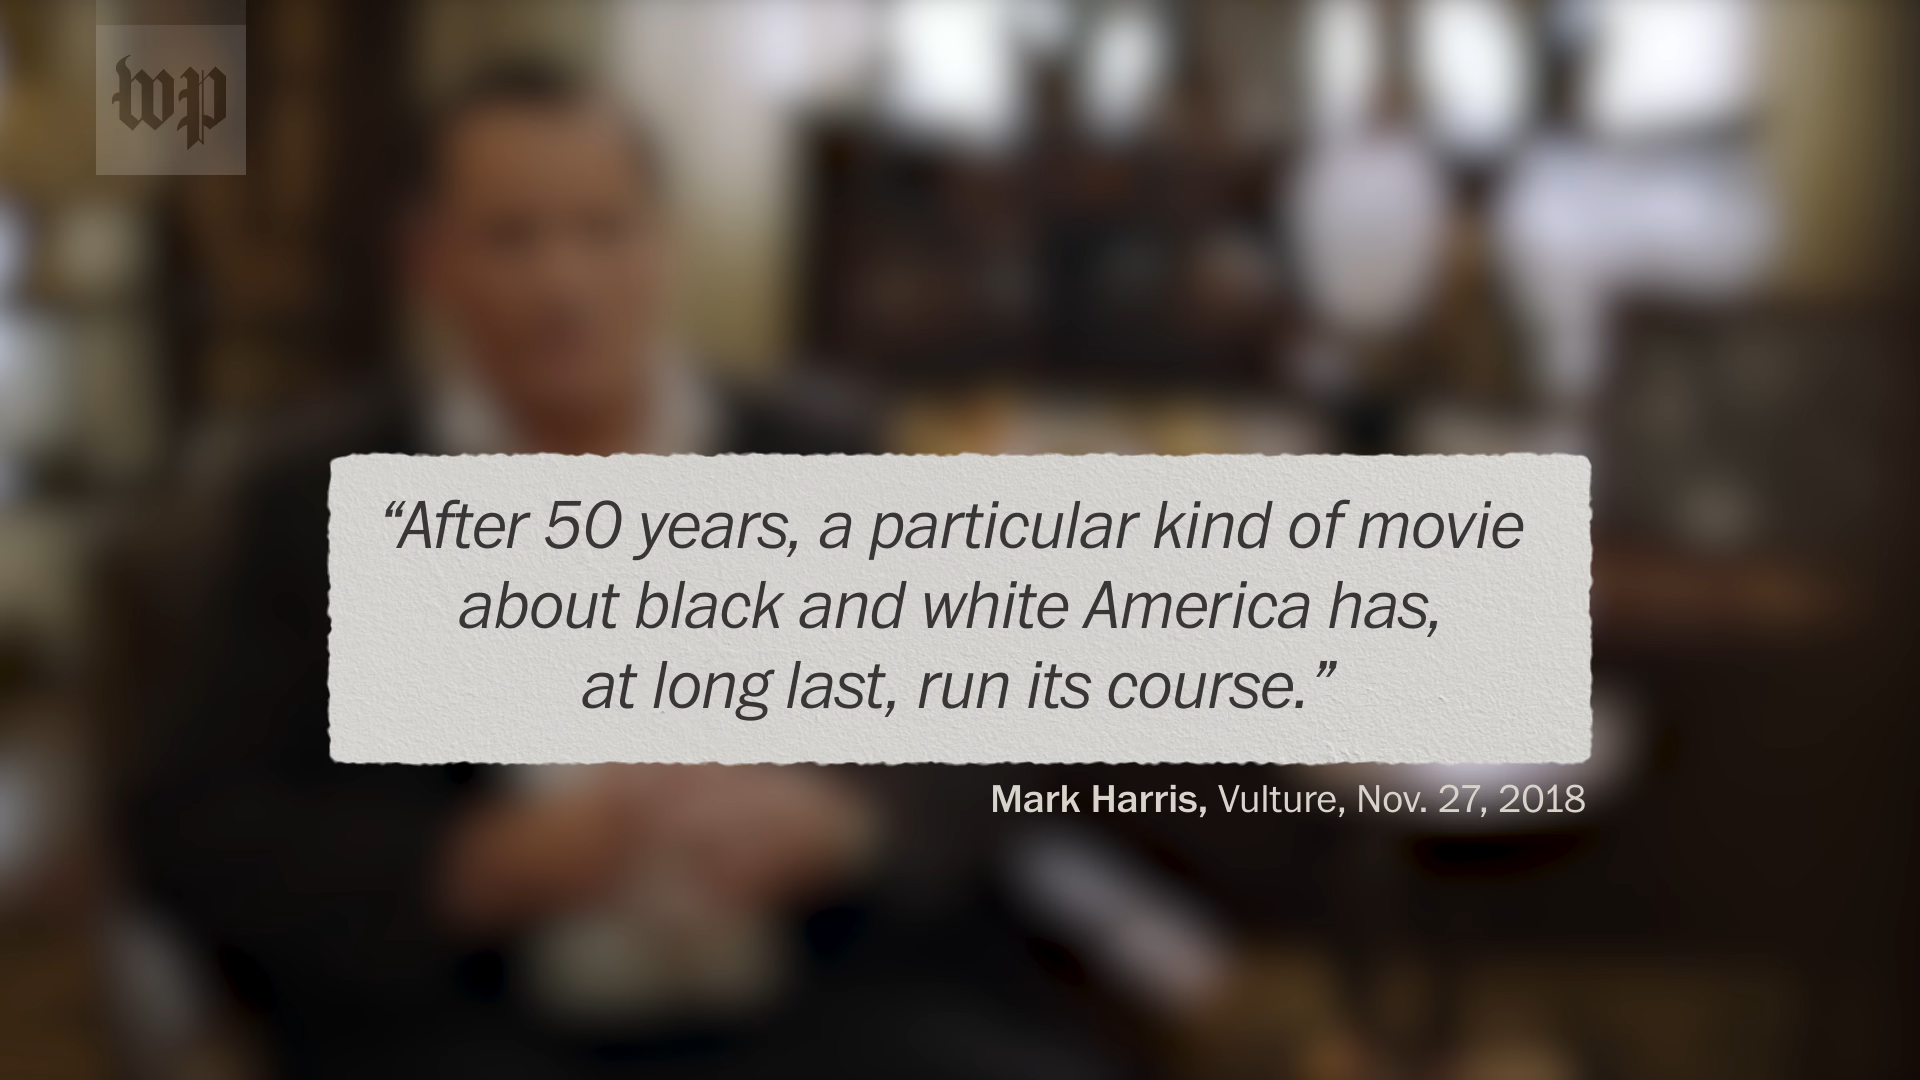 wp
“After 50 years, a particular kind of movie
about black and white America has,
at long last, run its course.”
Mark Harris, Vulture, Nov. 27, 2018